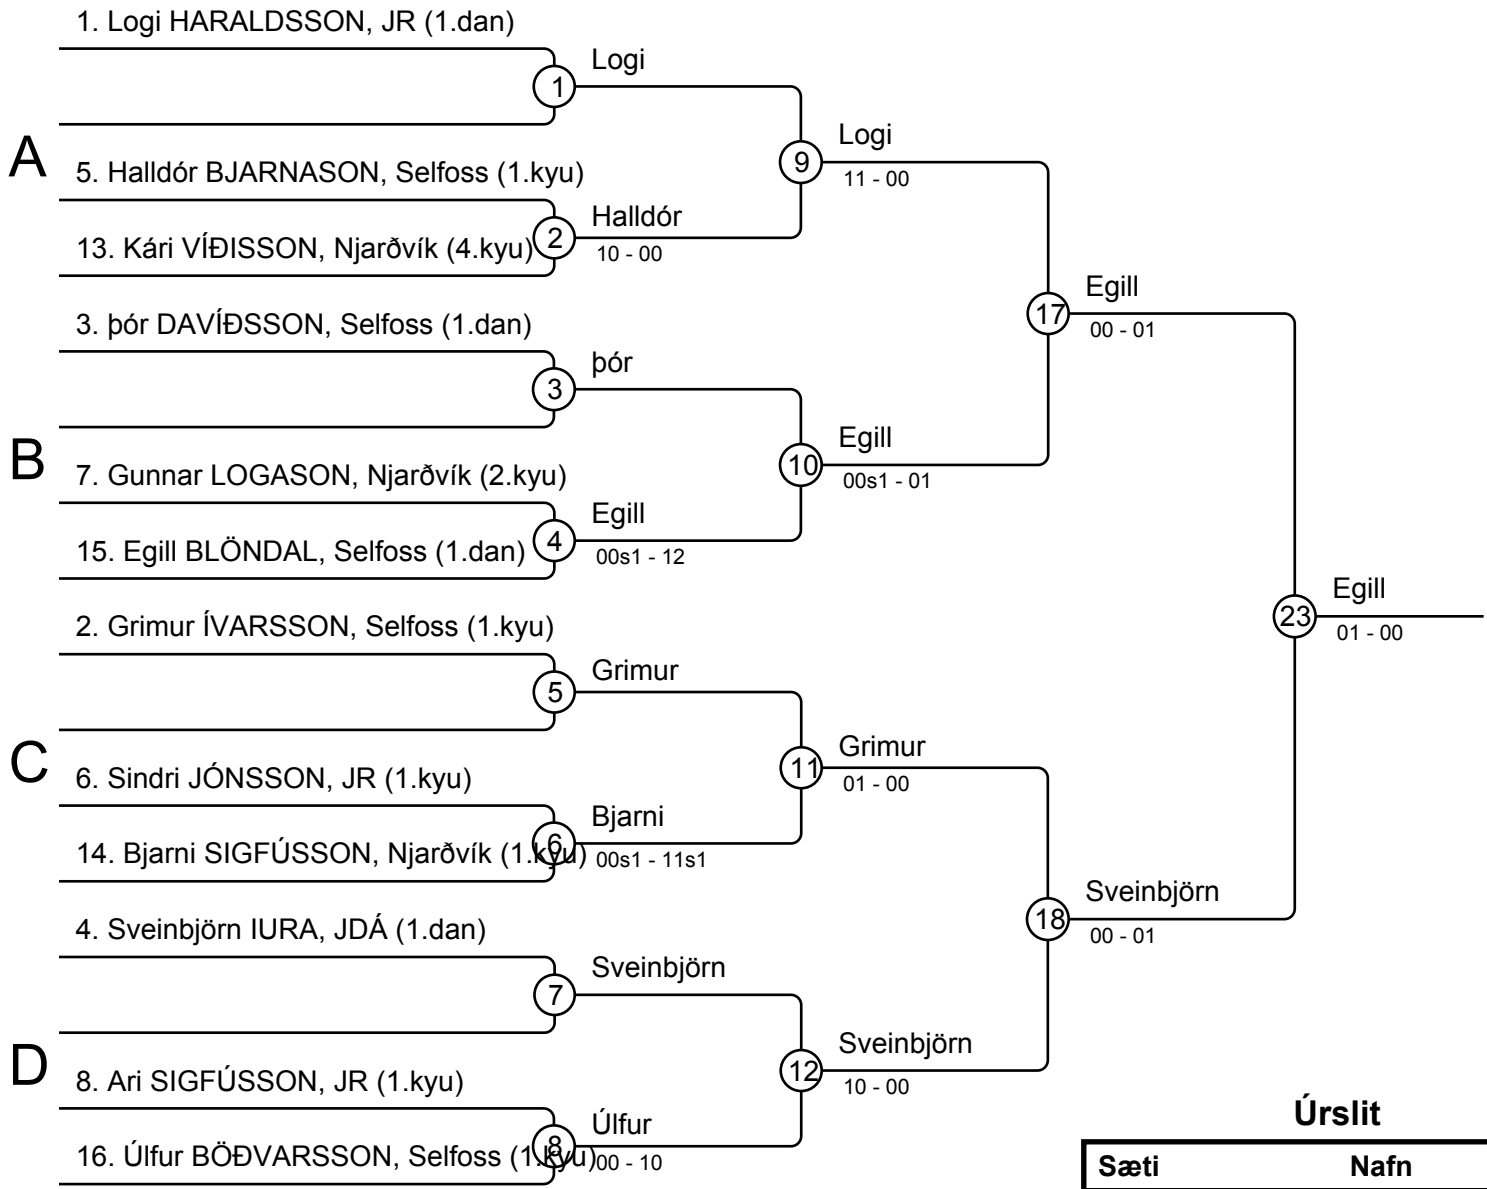 1. Logi HARALDSSON, JR (1.dan)
Logi
1
Logi
A
9
11 - 00
5. Halldór BJARNASON, Selfoss (1.kyu)
Halldór
2
10 - 00
13. Kári VÍÐISSON, Njarðvík (4.kyu)
Egill
17
00 - 01
3. þór DAVÍÐSSON, Selfoss (1.dan)
þór
3
Egill
B
10
00s1 - 01
7. Gunnar LOGASON, Njarðvík (2.kyu)
Egill
4
00s1 - 12
15. Egill BLÖNDAL, Selfoss (1.dan)
Egill
23
01 - 00
2. Grimur ÍVARSSON, Selfoss (1.kyu)
Grimur
5
Grimur
C
11
01 - 00
6. Sindri JÓNSSON, JR (1.kyu)
Bjarni
6
00s1 - 11s1
14. Bjarni SIGFÚSSON, Njarðvík (1.kyu)
Sveinbjörn
18
00 - 01
4. Sveinbjörn IURA, JDÁ (1.dan)
Sveinbjörn
7
Sveinbjörn
D
12
10 - 00
8. Ari SIGFÚSSON, JR (1.kyu)
Úlfur
8
00 - 10
16. Úlfur BÖÐVARSSON, Selfoss (1.kyu)
Úrslit
Sæti Nafn